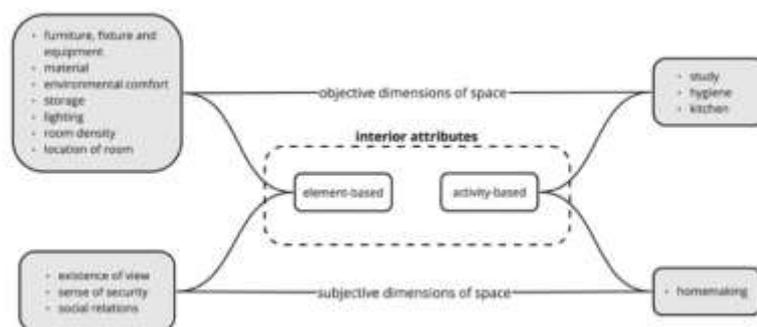 furniture, fixture and
equipment
material
environmental comfort
storage
lighting
room density
location of room
objective dimensions of space
study
hygiene
kitchen
interior attributes
element-based
activity-based
existence of view
sense of security
social relations
subjective dimensions of space
homemaking